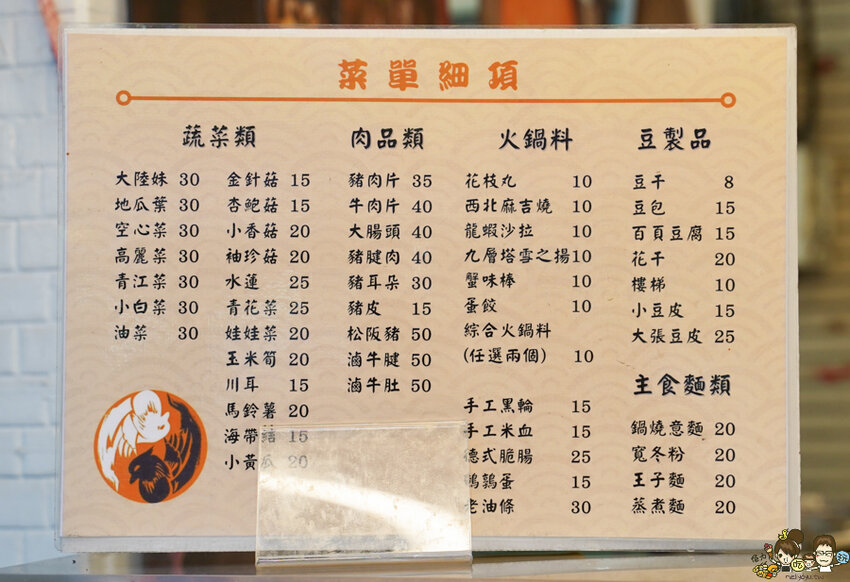 菜單細項
蔬菜類
大陸妹 30
地瓜葉 30
空心菜 30
高麗菜 30
青江菜 30
小白菜 30
油菜 30
金針菇 15
杏鮑菇 15
小香菇 20
袖珍菇 20
水蓮 25
青花菜 25
娃娃菜 20
玉米筍 20
川耳 15
馬鈴薯 20
海帶菇 15
小黃瓜 20
肉品類
豬肉片 35
牛肉片 40
大腸頭 40
豬腱肉 40
豬耳朵 30
豬皮 15
松阪豬 50
滷牛腱 50
滷牛肚 50
火鍋料
花枝丸 10
西北麻吉燒 10
龍蝦沙拉 10
九層塔雪之揚 10
蟹味棒 10
蛋餃 10
綜合火鍋料
(任選兩個) 10
手工黑輪 15
手工米血 15
德式脆腸 25
鵪鶉蛋 15
老油條 30
豆製品
豆干 8
豆包 15
百頁豆腐 15
花干 20
樓梯 10
小豆皮 15
大張豆皮 25
主食麵類
鍋燒意麵 20
寬冬粉 20
王子麵 20
蒸煮麵 20